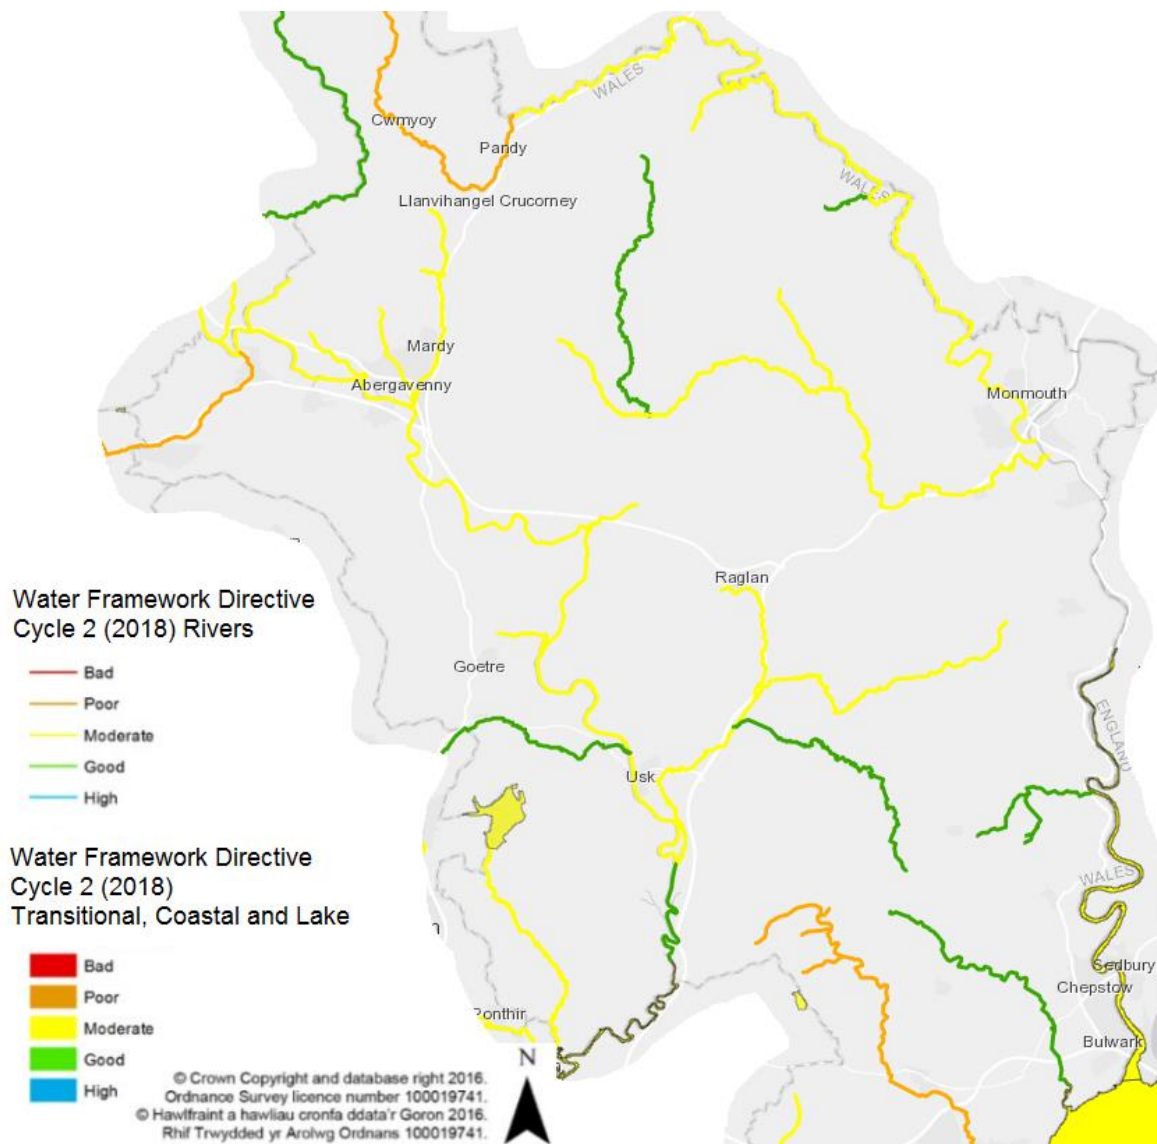 WALES
Cwmyoy
Pandy
WALES
Llanvihangel Crucorney
Mardy
Abergavenny
Monmouth
Raglan
Water Framework Directive
Cycle 2 (2018) Rivers
Bad
Poor
Moderate
Good
High
Goetre
ENGLAND
Usk
Water Framework Directive
Cycle 2 (2018)
Transitional, Coastal and Lake
WALES
Bad
Poor
Moderate
Good
High
Sedbury
Chepstow
Ponthir
Bulwark
N
© Crown Copyright and database right 2016.
Ordnance Survey licence number 100019741.
© Hawlfraint a hawliau cronfa ddata'r Goron 2016.
Rhif Trwydded yr Arolwg Ordnans 100019741.